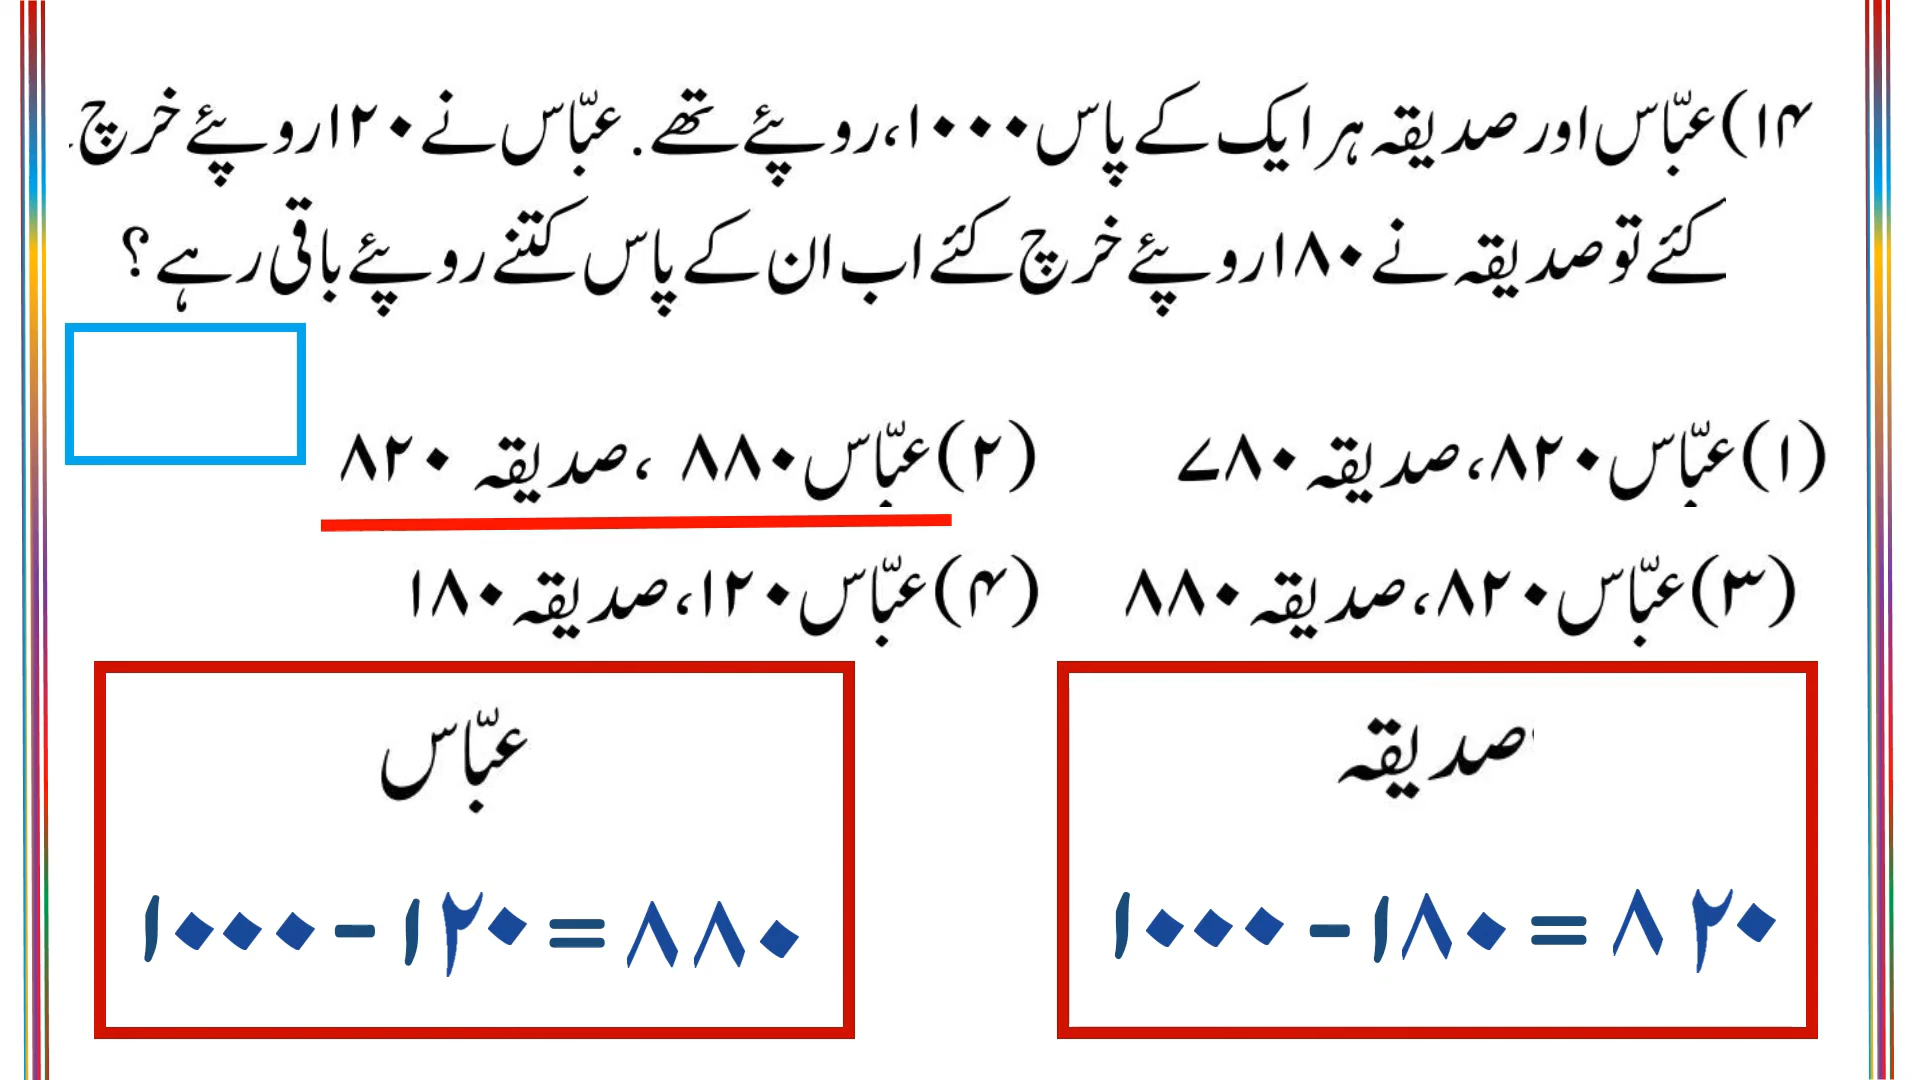 ۱۴) عبّاس اور صدیقہ ہر ایک کے پاس ۱۰۰۰، روپئے تھے. عبّاس نے ۱۲۰ روپئے خرچ
کئے تو صدیقہ نے ۱۸۰ روپئے خرچ کئے اب ان کے پاس کتنے روپئے باقی رہے؟
(۱) عبّاس ۸۲۰، صدیقہ ۷۸۰ (۲) عبّاس ۸۸۰ ، صدیقہ ۸۲۰
(۳) عبّاس ۸۲۰، صدیقہ ۸۸۰ (۴) عبّاس ۱۲۰، صدیقہ ۱۸۰
صدیقہ
۱۰۰۰ - ۱۸۰ = ۸۲۰
عبّاس
۱۰۰۰ - ۱۲۰ = ۸۸۰